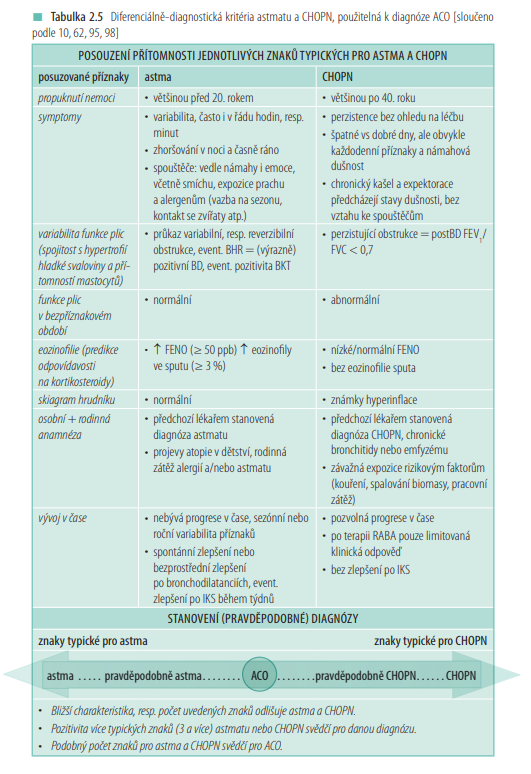 ■ Tabulka 2.5 Diferenciálně-diagnostická kritéria astmatu a CHOPN, použitelná k diagnóze ACO [sloučeno
podle 10, 62, 95, 98]
POSOUZENÍ PŘÍTOMNOSTI JEDNOTLIVÝCH ZNAKŮ TYPICKÝCH PRO ASTMA A CHOPN
posuzované příznaky astma CHOPN
propuknutí nemoci • většinou před 20. rokem • většinou po 40. roku
symptomy
• variabilita, často i v řádu hodin, resp.
minut
• zhoršování v noci a časně ráno
• spouštěče: vedle námahy i emoce,
včetně smíchu, expozice prachu
a alergenům (vazba na sezonu,
kontakt se zvířaty atp.)
• perzistence bez ohledu na léčbu
• špatné vs dobré dny, ale obvykle
každodenní příznaky a námahová
dušnost
• chronický kašel a expektorace
předcházejí stavy dušnosti, bez
vztahu ke spouštěčům
variabilita funkce plic
(spojitost s hypertrofií
hladké svaloviny a pří-
tomností mastocytů)
• průkaz variabilní, resp. reverzibilní
obstrukce, event. BHR = (výrazně)
pozitivní BD, event. pozitivita BKT
• perzistující obstrukce = postBD FEV1/
FVC < 0,7
funkce plic
v bezpříznakovém
období
• normální
• abnormální
eozinofilie (predikce
odpovídavosti
na kortikosteroidy)
• ↑ FENO (≥ 50 ppb) ↑ eozinofily
ve sputu (≥ 3 %)
• nízké/normální FENO
• bez eozinofilie sputa
skiagram hrudníku • normální • známky hyperinflace
osobní + rodinná
anamnéza
• předchozí lékařem stanovená
diagnóza astmatu
• projevy atopie v dětství, rodinná
zátěž alergií a/nebo astmatu
• předchozí lékařem stanovená
diagnóza CHOPN, chronické
bronchitidy nebo emfyzému
• závažná expozice rizikovým faktorům
(kouření, spalování biomasy, pracovní
zátěž)
vývoj v čase
• nebývá progrese v čase, sezónní nebo
roční variabilita příznaků
• spontánní zlepšení nebo
bezprostřední zlepšení
po bronchodilatanciích, event.
zlepšení po IKS během týdnů
• pozvolná progrese v čase
• po terapii RABA pouze limitovaná
klinická odpověď
• bez zlepšení po IKS
STANOVENÍ (PRAVDĚPODOBNÉ) DIAGNÓZY
znaky typické pro astma znaky typické pro CHOPN
astma ..... pravděpodobně astma........ ACO ........pravděpodobně CHOPN...... CHOPN
• Bližší charakteristika, resp. počet uvedených znaků odlišuje astma a CHOPN.
• Pozitivita více typických znaků (3 a více) astmatu nebo CHOPN svědčí pro danou diagnózu.
• Podobný počet znaků pro astma a CHOPN svědčí pro ACO.